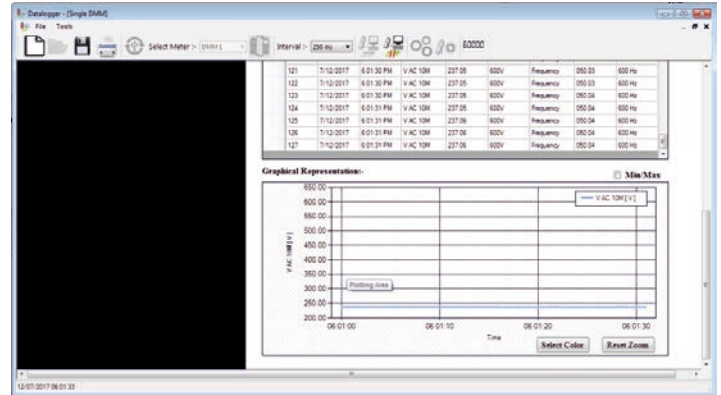 Datalogger - [Single DMM]
File Tools
Select Meter :- DMM 1 Interval :- 250 ms 60000
121 7/12/2017 6:01:30 PM V AC 10M 237.05 600V Frequency 050.03 600 Hz
122 7/12/2017 6:01:30 PM V AC 10M 237.05 600V Frequency 050.03 600 Hz
123 7/12/2017 6:01:30 PM V AC 10M 237.05 600V Frequency 050.04 600 Hz
124 7/12/2017 6:01:31 PM V AC 10M 237.05 600V Frequency 050.04 600 Hz
125 7/12/2017 6:01:31 PM V AC 10M 237.06 600V Frequency 050.04 600 Hz
126 7/12/2017 6:01:31 PM V AC 10M 237.06 600V Frequency 050.04 600 Hz
127 7/12/2017 6:01:31 PM V AC 10M 237.06 600V Frequency 050.04 600 Hz
Graphical Representation:-
Min/Max
650.00
600.00
550.00
500.00
450.00
400.00
350.00
300.00
250.00
200.00
V AC 10M [ V ]
V AC 10M [ V ]
Plotting Area
06:01:00 06:01:10 06:01:20 06:01:30
Time
Select Color Reset Zoom
12/07/2017 06:01:33